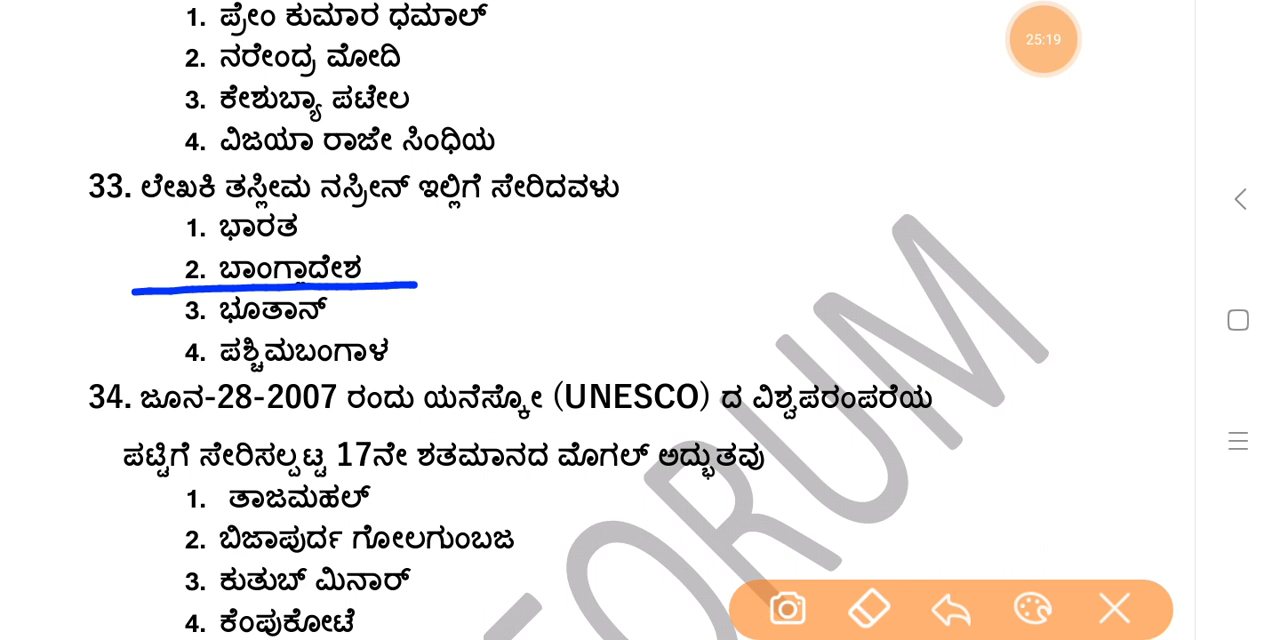 1. ಪ್ರೇಂ ಕುಮಾರ ಧಮಾಲ್
25:19
2. ನರೇಂದ್ರ ಮೋದಿ
3. ಕೇಶುಬ್ಯಾ ಪಟೇಲ
4. ವಿಜಯಾ ರಾಜೇ ಸಿಂಧಿಯ
33. ಲೇಖಕಿ ತಸ್ಲೀಮ ನಸ್ರೀನ್ ಇಲ್ಲಿಗೆ ಸೇರಿದವಳು
1. ಭಾರತ
2. ಬಾಂಗ್ಲಾದೇಶ
3. ಭೂತಾನ್
4. ಪಶ್ಚಿಮಬಂಗಾಳ
34. ಜೂನ-28-2007 ರಂದು ಯನೆಸ್ಕೋ (UNESCO) ದ ವಿಶ್ವಪರಂಪರೆಯ
ಪಟ್ಟಿಗೆ ಸೇರಿಸಲ್ಪಟ್ಟ 17ನೇ ಶತಮಾನದ ಮೊಗಲ್ ಅದ್ಭುತವು
1. ತಾಜಮಹಲ್
2. ಬಿಜಾಪುರ್ದ ಗೋಲಗುಂಬಜ
3. ಕುತುಬ್ ಮಿನಾರ್
4. ಕೆಂಪುಕೋಟೆ
FORUM